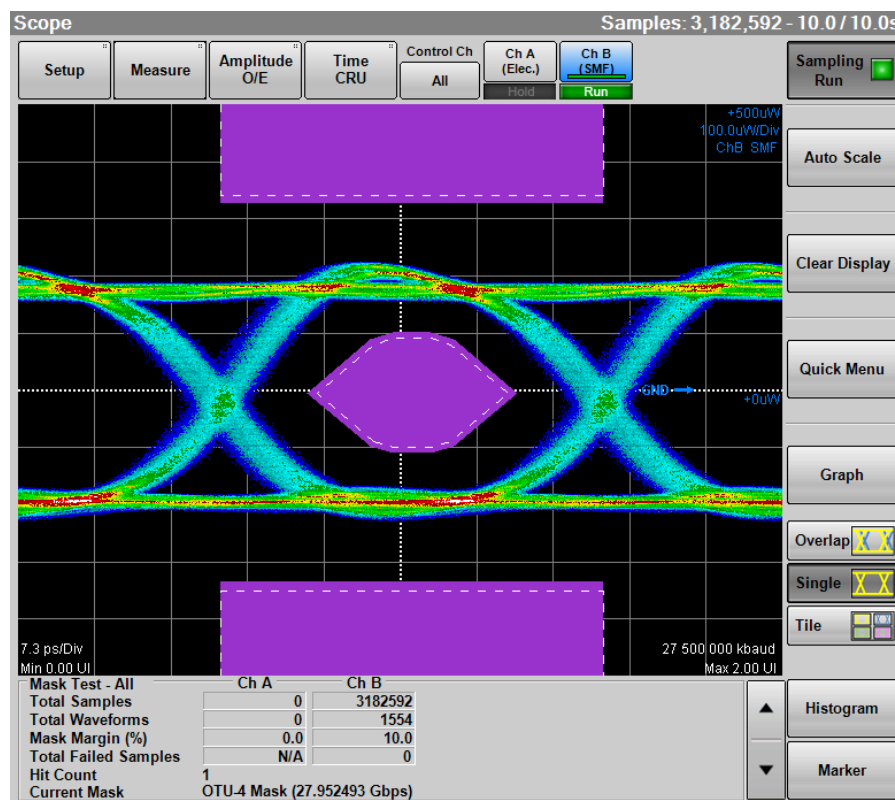 Scope Samples: 3,182,592 - 10.0 / 10.0s
Setup
Measure
Amplitude
O/E
Time
CRU
Control Ch
All
Ch A
(Elec.)
Hold
Ch B
(SMF)
Run
Sampling
Run
+500uW
100.0uW/Div
ChB SMF
Auto Scale
Clear Display
Quick Menu
GND
+0uW
Graph
Overlap
Single
Tile
7.3 ps/Div
Min 0.00 UI
27 500 000 kbaud
Max 2.00 UI
Mask Test - All Ch A Ch B
Total Samples 0 3182592
Total Waveforms 0 1554
Mask Margin (%) 0.0 10.0
Total Failed Samples N/A 0
Hit Count 1
Current Mask OTU-4 Mask (27.952493 Gbps)
Histogram
Marker